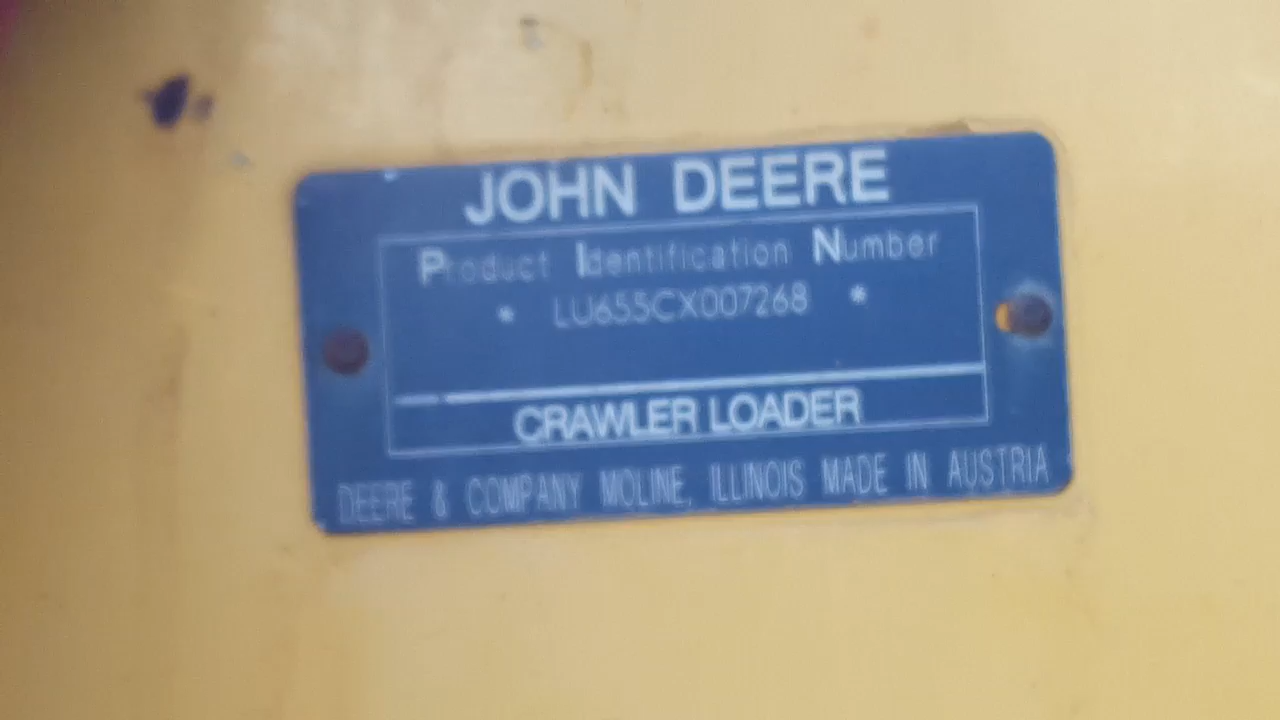 JOHN DEERE
Product Identification Number
* LU655CX007268 *
CRAWLER LOADER
DEERE & COMPANY MOLINE, ILLINOIS MADE IN AUSTRIA